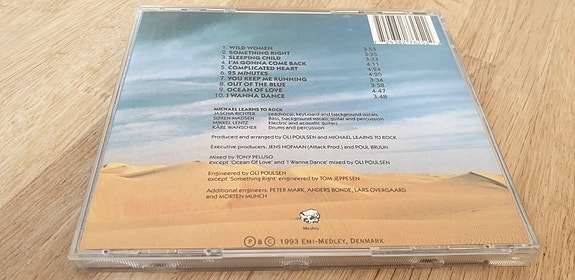 1. WILD WOMEN 3:53
2. SOMETHING RIGHT 3:35
3. SLEEPING CHILD 3:33
4. I'M GONNA COME BACK 4:11
5. COMPLICATED HEART 4:24
6. 25 MINUTES 4:20
7. YOU KEEP ME RUNNING 3:34
8. OUT OF THE BLUE 3:58
9. OCEAN OF LOVE 4:47
10. I WANNA DANCE 3:48
MICHAEL LEARNS TO ROCK
JASCHA RICHTER Leadvocal, keyboard and background vocals
SØREN MADSEN Bass, background vocals, guitar and percussion
MIKKEL LENTZ Electric and acoustic guitars
KÅRE WANSCHER Drums and percussion
Produced and arranged by OLI POULSEN and MICHAEL LEARNS TO ROCK
Executive producers: JENS HOFMAN (Attack Prod.) and POUL BRUUN
Mixed by TONY PELUSO
except 'Ocean Of Love' and 'I Wanna Dance' mixed by OLI POULSEN
Engineered by OLI POULSEN
except 'Something Right' engineered by TOM JEPPESEN
Additional engineers: PETER MARK, ANDERS BONDE, LARS OVERGAARD
and MORTEN MUNCH
Medley
P & C 1993 EMI-MEDLEY, DENMARK